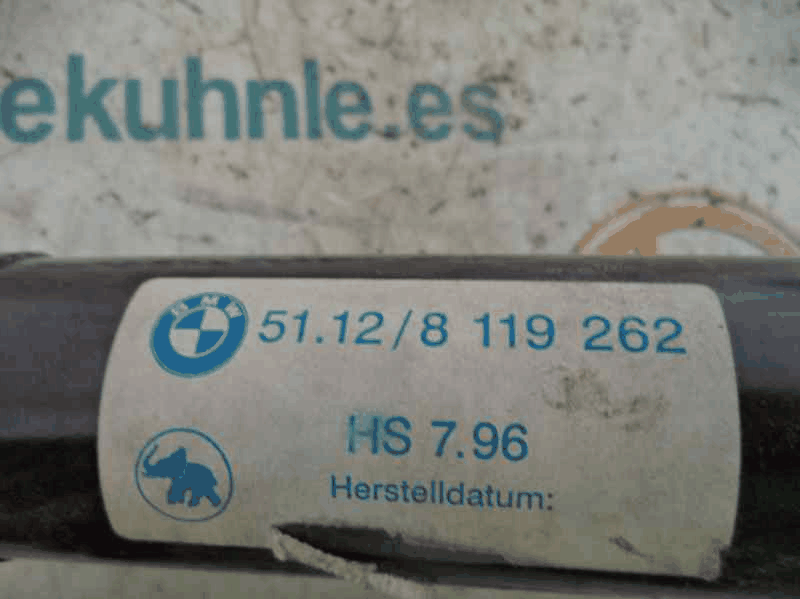 ekuhnle.es
BMW
51.12/8 119 262
HS 7.96
Herstelldatum: